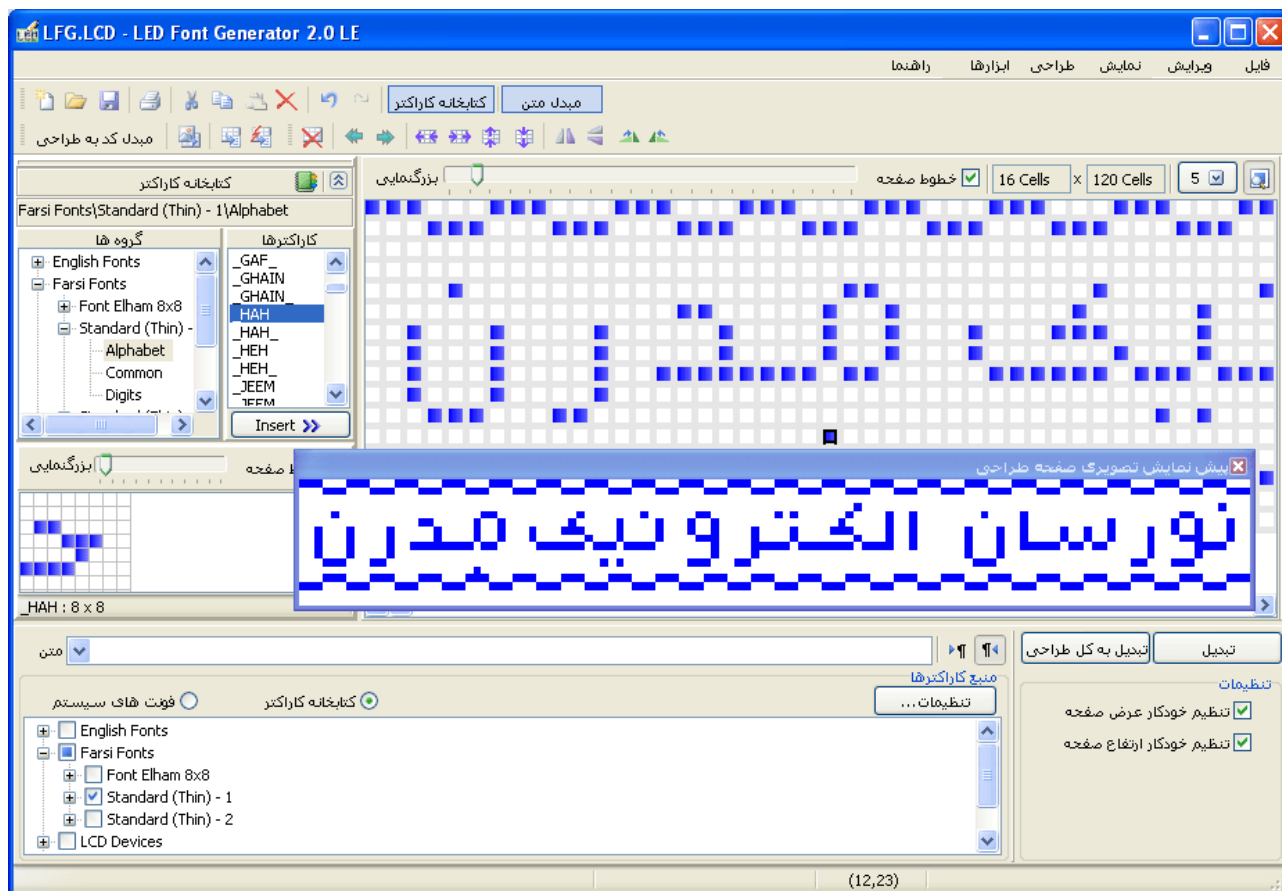 LFG.LCD - LED Font Generator 2.0 LE
فایل ویرایش نمایش طراحی ابزارها راهنما
کتابخانه کاراکتر مبدل متن
مبدل کد به طراحی
کتابخانه کاراکتر
Farsi Fonts\Standard (Thin) - 1\Alphabet
گروه ها
English Fonts
Farsi Fonts
Font Elham 8x8
Standard (Thin) -
Alphabet
Common
Digits
کاراکترها
_GAF_
_GHAIN
_GHAIN_
_HAH
_HAH_
_HEH
_HEH_
_JEEM
_JEEM
Insert
بزرگنمایی
_HAH : 8 x 8
بزرگنمایی
خطوط صفحه
16 Cells x 120 Cells
5
پیش نمایش تصویری صفحه طراحی
نورسان الکترونیک مدرن
متن
تبدیل به کل طراحی
تبدیل
منبع کاراکترها
کتابخانه کاراکتر
فونت های سیستم
تنظیمات...
English Fonts
Farsi Fonts
Font Elham 8x8
Standard (Thin) - 1
Standard (Thin) - 2
LCD Devices
تنظیمات
تنظیم خودکار عرض صفحه
تنظیم خودکار ارتفاع صفحه
(12,23)